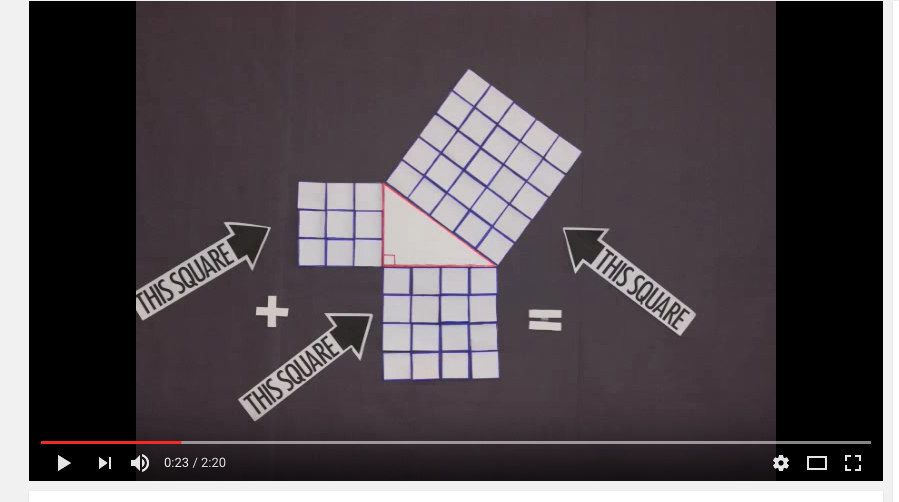 THIS SQUARE
+
THIS SQUARE
=
THIS SQUARE
0:23 / 2:20